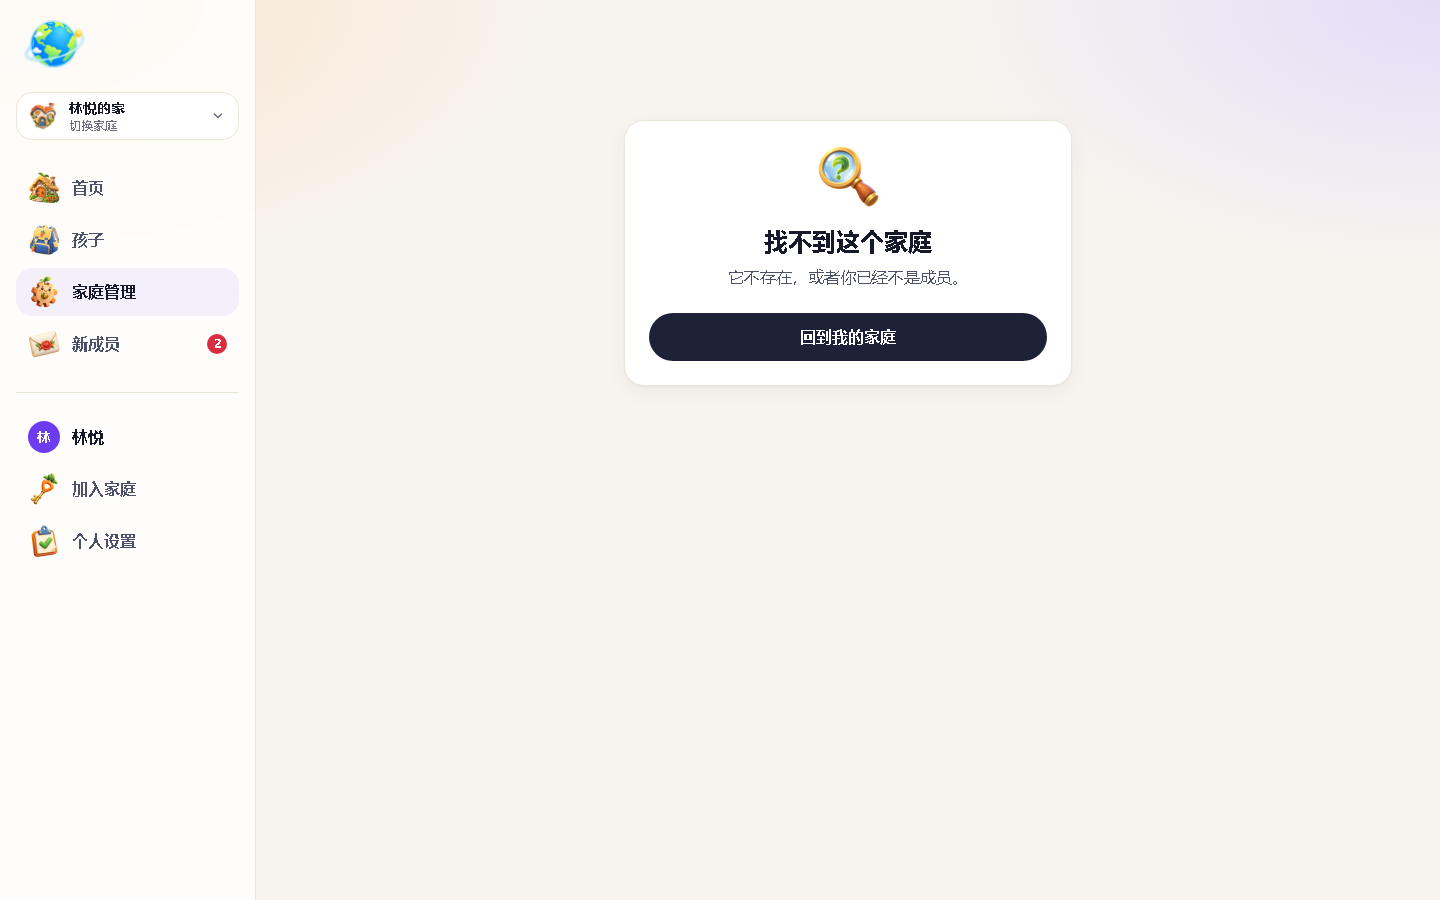 林悦的家
切换家庭
首页
孩子
家庭管理
新成员
2
林
林悦
加入家庭
个人设置
找不到这个家庭
它不存在，或者你已经不是成员。
回到我的家庭